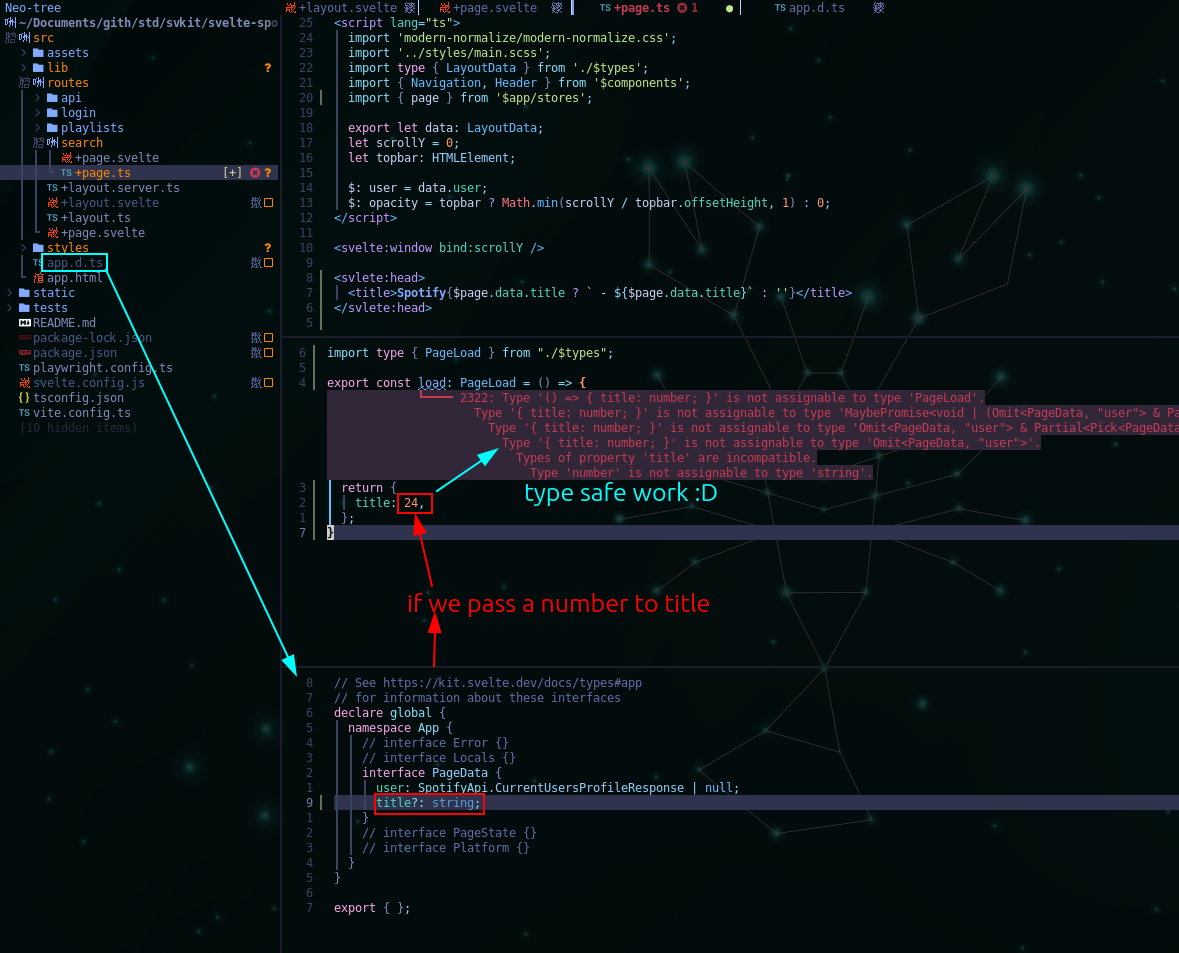 Neo-tree
~/Documents/gith/std/svkit/svelte-spo
src
assets
lib ?
routes
api
login
playlists
search
+page.svelte
TS +page.ts [+] ?
TS +layout.server.ts
+layout.svelte
TS +layout.ts
+page.svelte
styles ?
TS app.d.ts
app.html
static
tests
README.md
package-lock.json
package.json
TS playwright.config.ts
svelte.config.js
{} tsconfig.json
TS vite.config.ts
(10 hidden items)
+layout.svelte +page.svelte TS +page.ts 1 ● TS app.d.ts
25 <script lang="ts">
24 import 'modern-normalize/modern-normalize.css';
23 import '../styles/main.scss';
22 import type { LayoutData } from './$types';
21 import { Navigation, Header } from '$components';
20 import { page } from '$app/stores';
19
18 export let data: LayoutData;
17 let scrollY = 0;
16 let topbar: HTMLElement;
15
14 $: user = data.user;
13 $: opacity = topbar ? Math.min(scrollY / topbar.offsetHeight, 1) : 0;
12 </script>
11
10 <svelte:window bind:scrollY />
9
8 <svlete:head>
7 <title>Spotify{$page.data.title ? ` - ${$page.data.title}` : ''}</title>
6 </svlete:head>
5
6 import type { PageLoad } from "./$types";
5
4 export const load: PageLoad = () => {
2322: Type '() => { title: number; }' is not assignable to type 'PageLoad'.
Type '{ title: number; }' is not assignable to type 'MaybePromise<void | (Omit<PageData, "user"> & Pa
Type '{ title: number; }' is not assignable to type 'Omit<PageData, "user"> & Partial<Pick<PageData
Type '{ title: number; }' is not assignable to type 'Omit<PageData, "user">'.
Types of property 'title' are incompatible.
Type 'number' is not assignable to type 'string'.
3 return {
2 title: 24,
1 };
7 }
type safe work :D
if we pass a number to title
8 // See https://kit.svelte.dev/docs/types#app
7 // for information about these interfaces
6 declare global {
5 namespace App {
4 // interface Error {}
3 // interface Locals {}
2 interface PageData {
1 user: SpotifyApi.CurrentUsersProfileResponse | null;
9 title?: string;
1 }
2 // interface PageState {}
3 // interface Platform {}
4 }
5 }
6
7 export { };